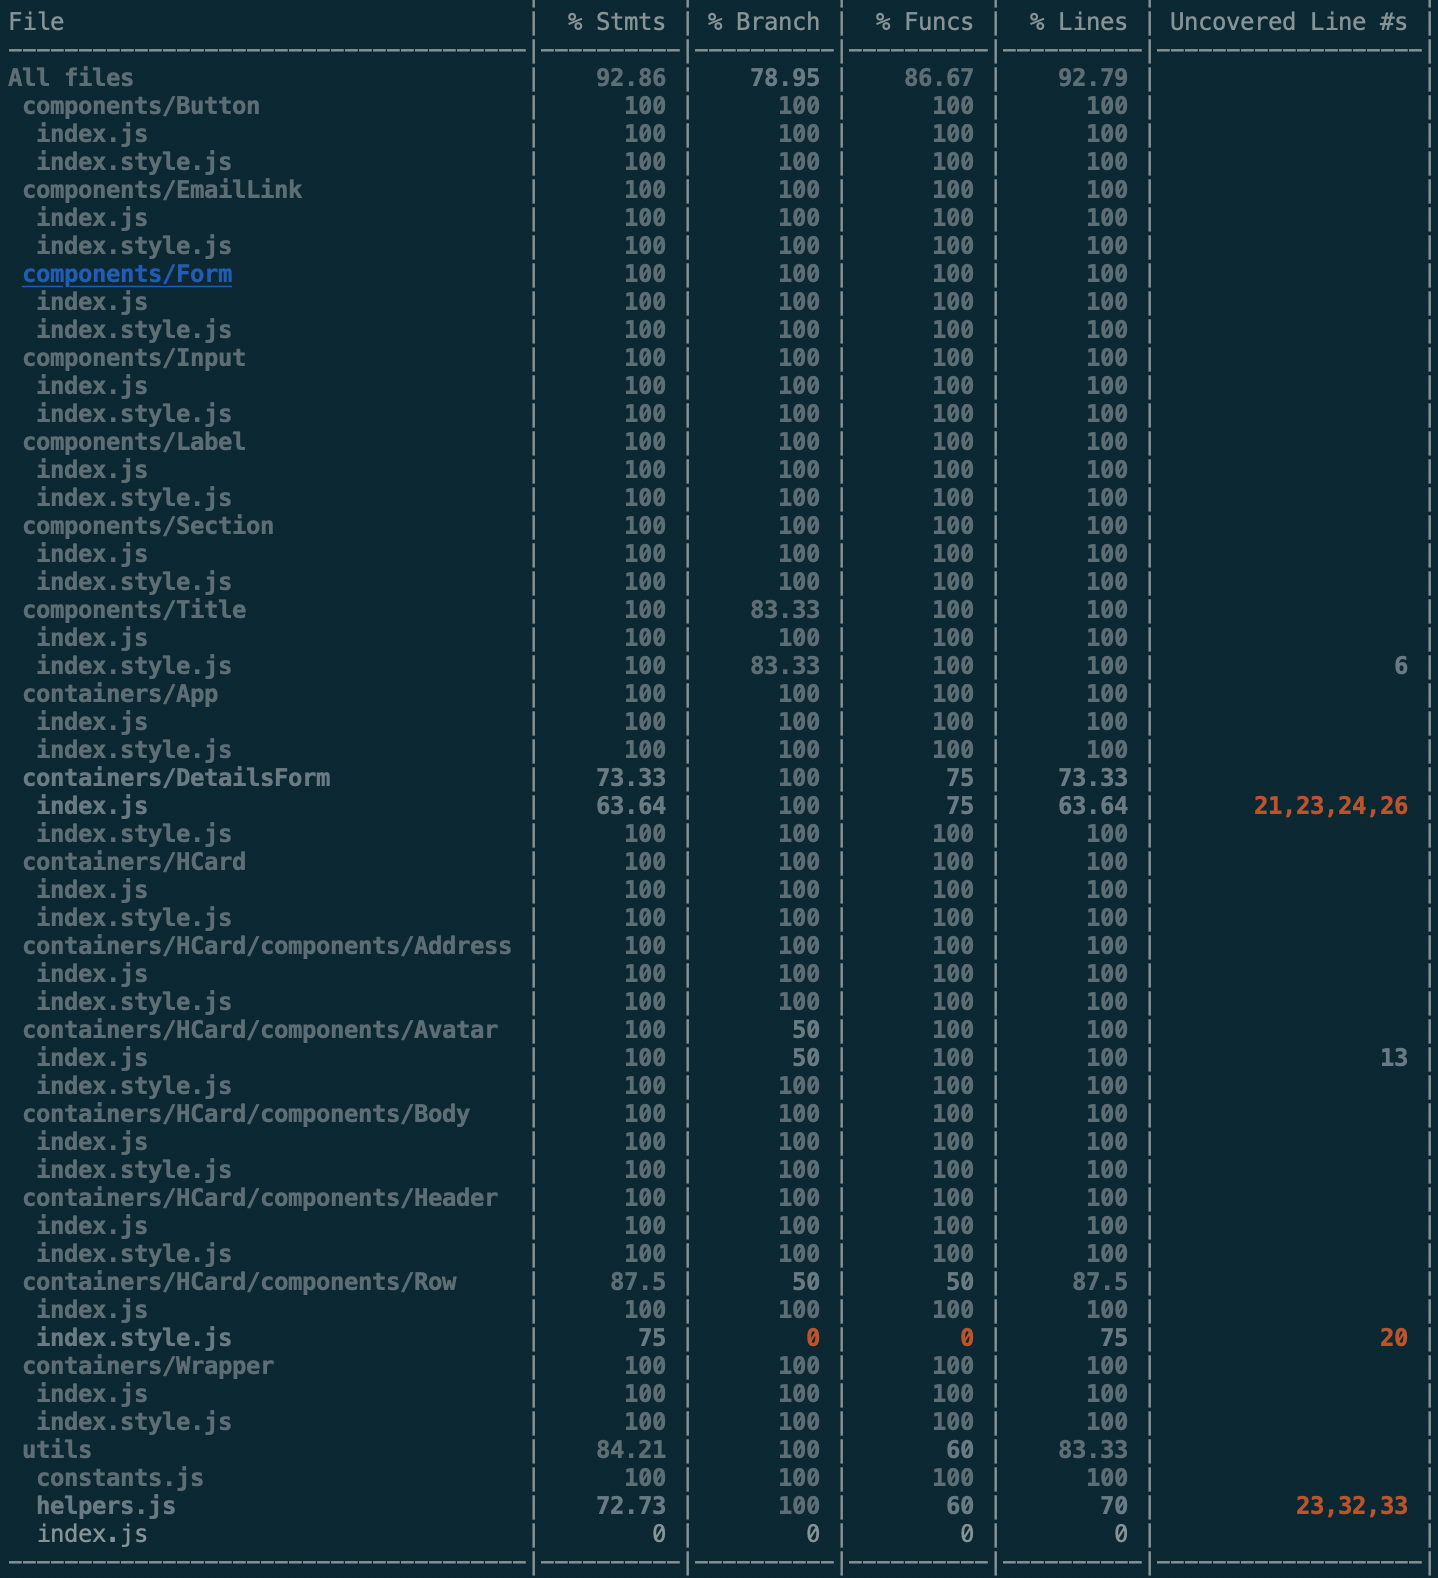 File | % Stmts | % Branch | % Funcs | % Lines | Uncovered Line #s |
All files | 92.86 | 78.95 | 86.67 | 92.79 | |
components/Button | 100 | 100 | 100 | 100 | |
index.js | 100 | 100 | 100 | 100 | |
index.style.js | 100 | 100 | 100 | 100 | |
components/EmailLink | 100 | 100 | 100 | 100 | |
index.js | 100 | 100 | 100 | 100 | |
index.style.js | 100 | 100 | 100 | 100 | |
components/Form | 100 | 100 | 100 | 100 | |
index.js | 100 | 100 | 100 | 100 | |
index.style.js | 100 | 100 | 100 | 100 | |
components/Input | 100 | 100 | 100 | 100 | |
index.js | 100 | 100 | 100 | 100 | |
index.style.js | 100 | 100 | 100 | 100 | |
components/Label | 100 | 100 | 100 | 100 | |
index.js | 100 | 100 | 100 | 100 | |
index.style.js | 100 | 100 | 100 | 100 | |
components/Section | 100 | 100 | 100 | 100 | |
index.js | 100 | 100 | 100 | 100 | |
index.style.js | 100 | 100 | 100 | 100 | |
components/Title | 100 | 83.33 | 100 | 100 | |
index.js | 100 | 100 | 100 | 100 | |
index.style.js | 100 | 83.33 | 100 | 100 | 6 |
containers/App | 100 | 100 | 100 | 100 | |
index.js | 100 | 100 | 100 | 100 | |
index.style.js | 100 | 100 | 100 | 100 | |
containers/DetailsForm | 73.33 | 100 | 75 | 73.33 | |
index.js | 63.64 | 100 | 75 | 63.64 | 21,23,24,26 |
index.style.js | 100 | 100 | 100 | 100 | |
containers/HCard | 100 | 100 | 100 | 100 | |
index.js | 100 | 100 | 100 | 100 | |
index.style.js | 100 | 100 | 100 | 100 | |
containers/HCard/components/Address | 100 | 100 | 100 | 100 | |
index.js | 100 | 100 | 100 | 100 | |
index.style.js | 100 | 100 | 100 | 100 | |
containers/HCard/components/Avatar | 100 | 50 | 100 | 100 | |
index.js | 100 | 50 | 100 | 100 | 13 |
index.style.js | 100 | 100 | 100 | 100 | |
containers/HCard/components/Body | 100 | 100 | 100 | 100 | |
index.js | 100 | 100 | 100 | 100 | |
index.style.js | 100 | 100 | 100 | 100 | |
containers/HCard/components/Header | 100 | 100 | 100 | 100 | |
index.js | 100 | 100 | 100 | 100 | |
index.style.js | 100 | 100 | 100 | 100 | |
containers/HCard/components/Row | 87.5 | 50 | 50 | 87.5 | |
index.js | 100 | 100 | 100 | 100 | |
index.style.js | 75 | 0 | 0 | 75 | 20 |
containers/Wrapper | 100 | 100 | 100 | 100 | |
index.js | 100 | 100 | 100 | 100 | |
index.style.js | 100 | 100 | 100 | 100 | |
utils | 84.21 | 100 | 60 | 83.33 | |
constants.js | 100 | 100 | 100 | 100 | |
helpers.js | 72.73 | 100 | 60 | 70 | 23,32,33 |
index.js | 0 | 0 | 0 | 0 | |